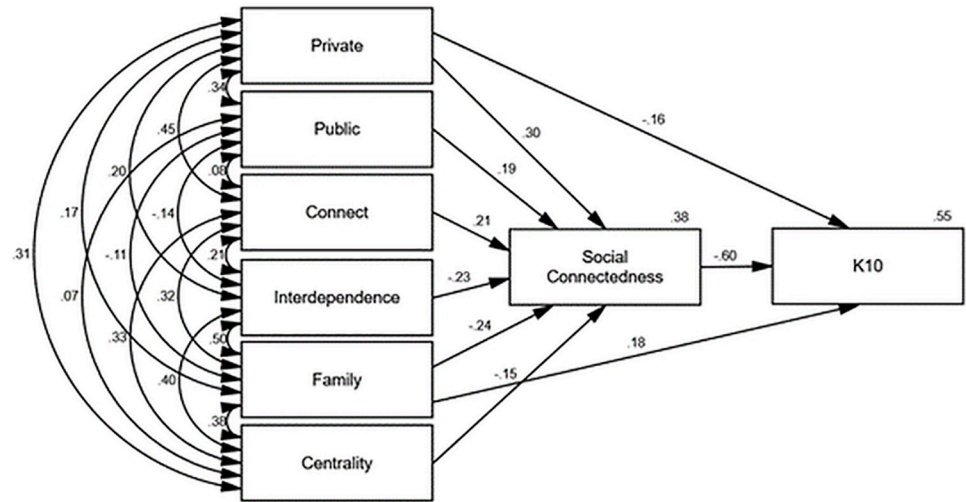 Private
.34
-.16
.45
Public
.30
.20
.08
.19
.17
-.14
Connect
.21
.38
.55
.31
-.11
.21
Social
Connectedness
-.60
K10
.07
.32
Interdependence
-.23
.33
.50
-.24
.18
.40
Family
-.15
.38
Centrality